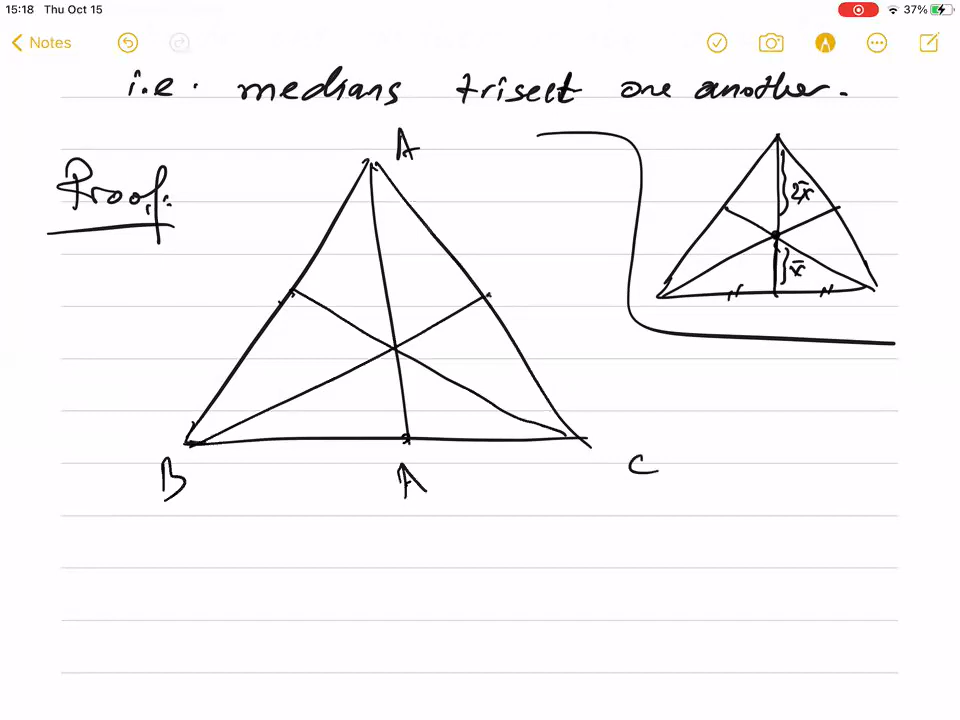 15:18 Thu Oct 15 37%
Notes
i.e. medians trisect one another.
Proof:
A
2x̄
x̄
B A C